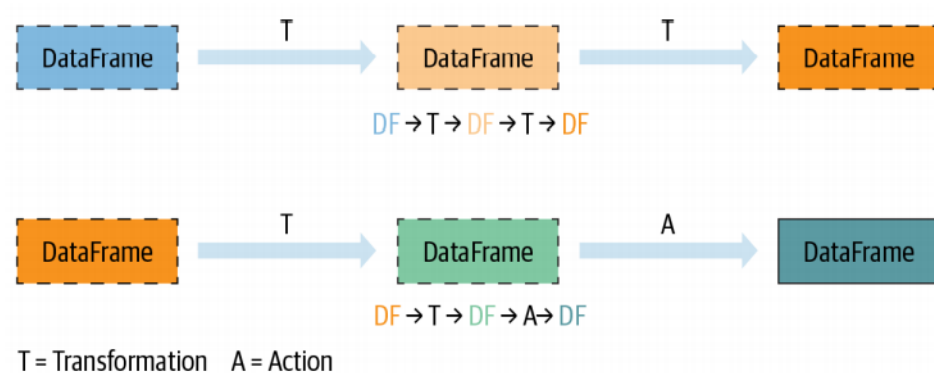 T T
DataFrame DataFrame DataFrame
DF → T → DF → T → DF
T A
DataFrame DataFrame DataFrame
DF → T → DF → A → DF
T = Transformation A = Action